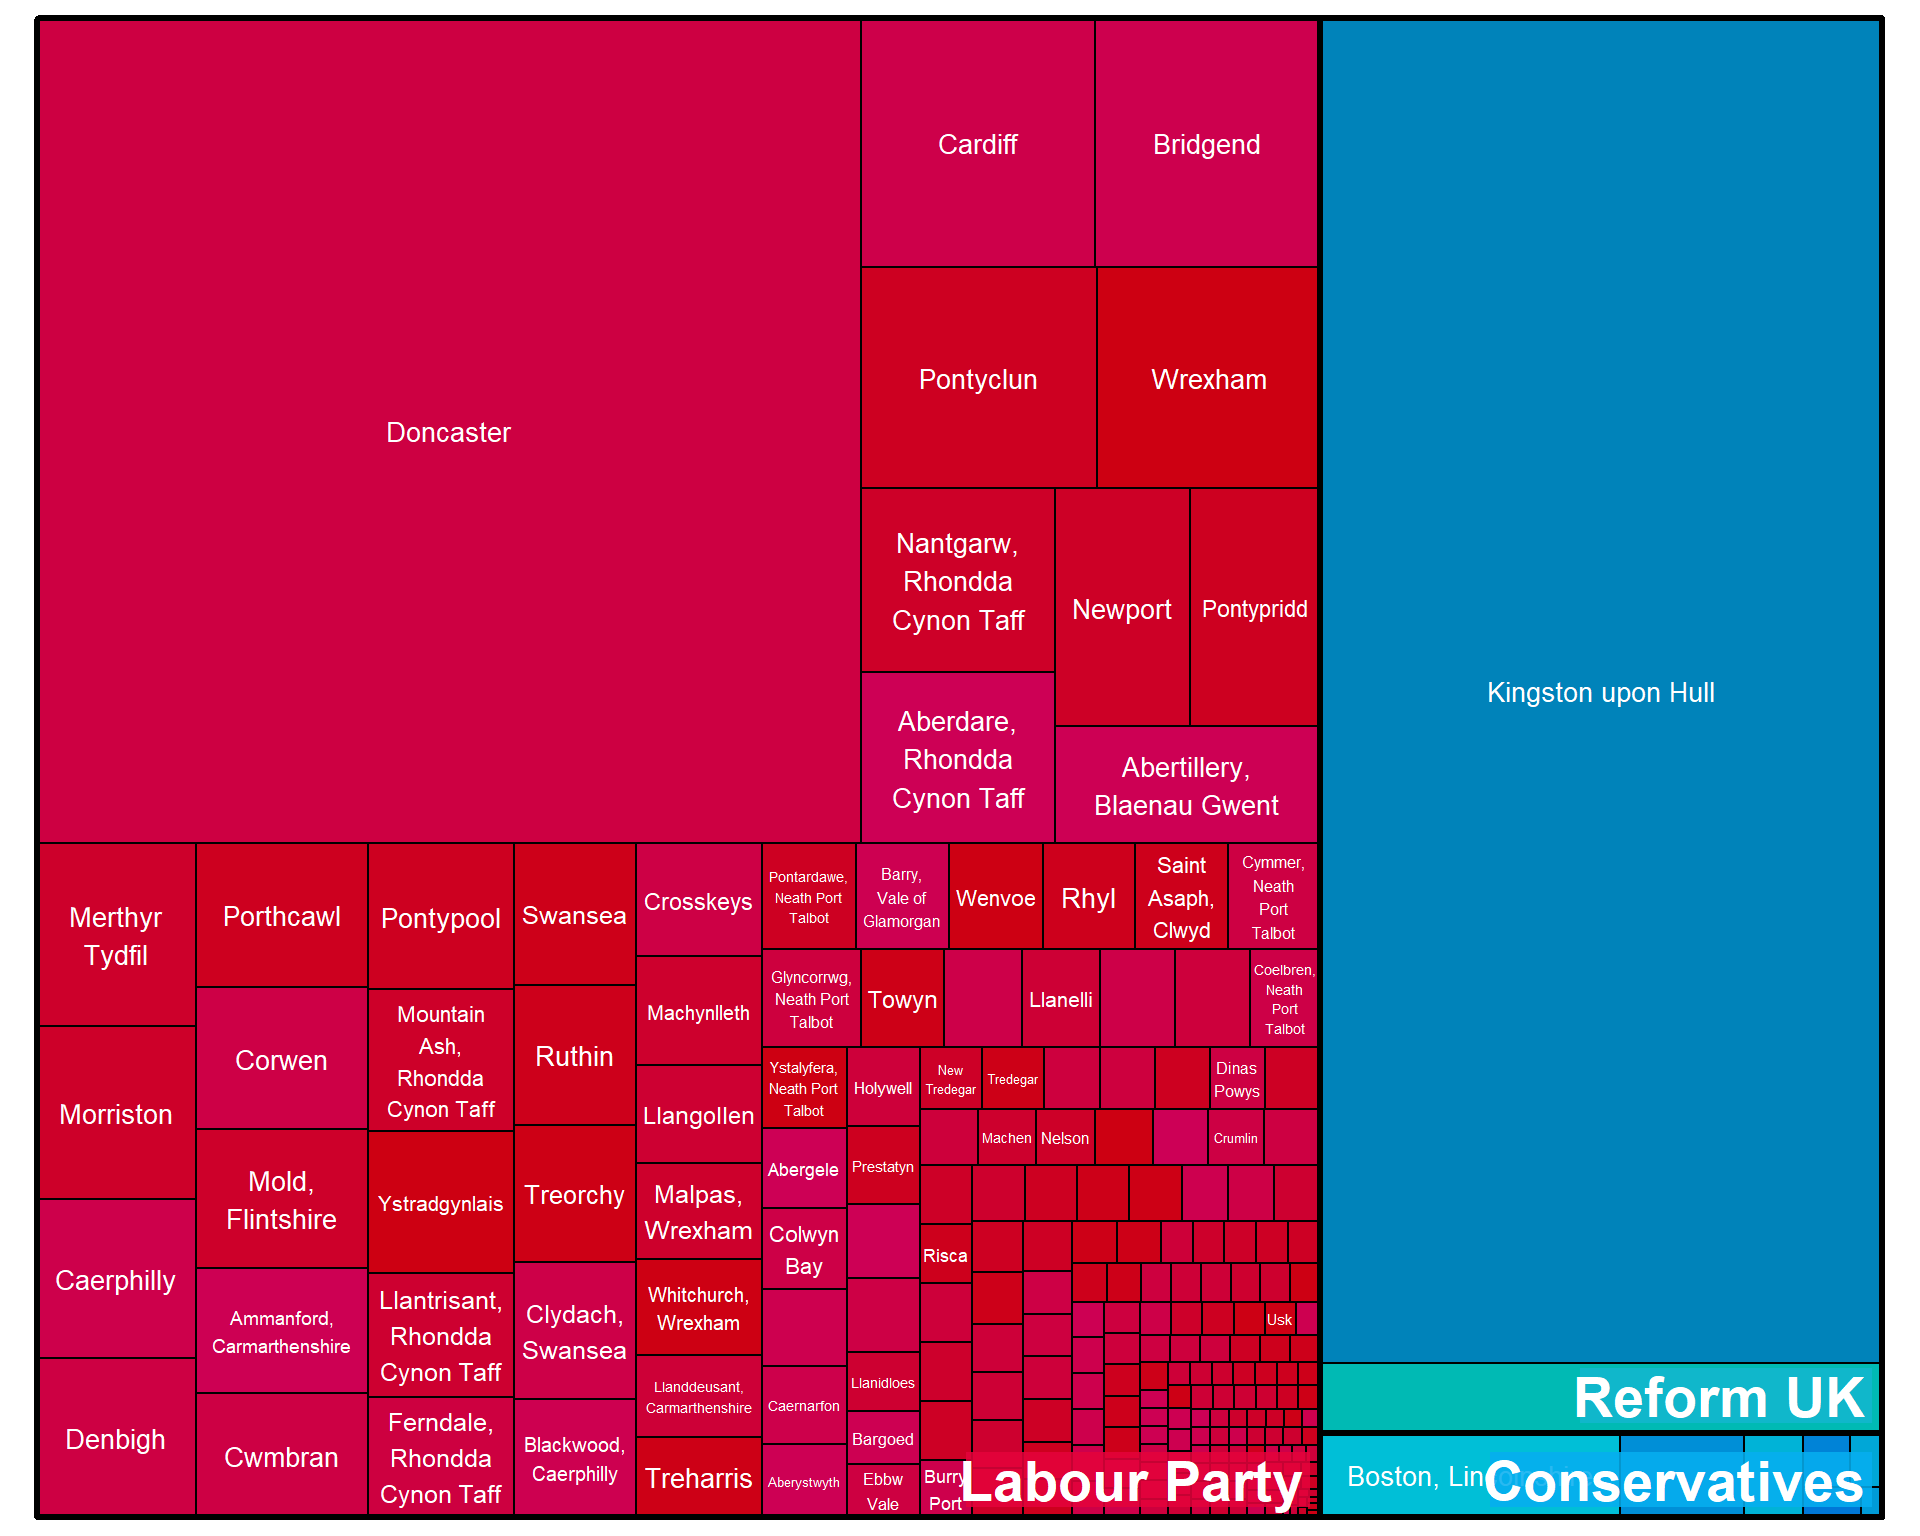 Doncaster
Cardiff
Bridgend
Pontyclun
Wrexham
Nantgarw,
Rhondda
Cynon Taff
Newport
Pontypridd
Aberdare,
Rhondda
Cynon Taff
Abertillery,
Blaenau Gwent
Kingston upon Hull
Merthyr
Tydfil
Morriston
Caerphilly
Denbigh
Porthcawl
Corwen
Mold,
Flintshire
Ammanford,
Carmarthenshire
Cwmbran
Pontypool
Mountain
Ash,
Rhondda
Cynon Taff
Ystradgynlais
Llantrisant,
Rhondda
Cynon Taff
Ferndale,
Rhondda
Cynon Taff
Swansea
Ruthin
Treorchy
Clydach,
Swansea
Blackwood,
Caerphilly
Crosskeys
Machynlleth
Llangollen
Malpas,
Wrexham
Whitchurch,
Wrexham
Llanddeusant,
Carmarthenshire
Treharris
Pontardawe,
Neath Port
Talbot
Barry,
Vale of
Glamorgan
Wenvoe
Rhyl
Saint
Asaph,
Clwyd
Cymmer,
Neath
Port
Talbot
Glyncorrwg,
Neath Port
Talbot
Towyn
Llanelli
Coelbren,
Neath
Port
Talbot
Ystalyfera,
Neath Port
Talbot
Abergele
Colwyn
Bay
Caernarfon
Aberystwyth
Holywell
Prestatyn
Llanidloes
Bargoed
Ebbw
Vale
New
Tredegar
Tredegar
Dinas
Powys
Machen
Nelson
Crumlin
Risca
Usk
Burry
Port
Labour Party
Reform UK
Boston,
Conservatives